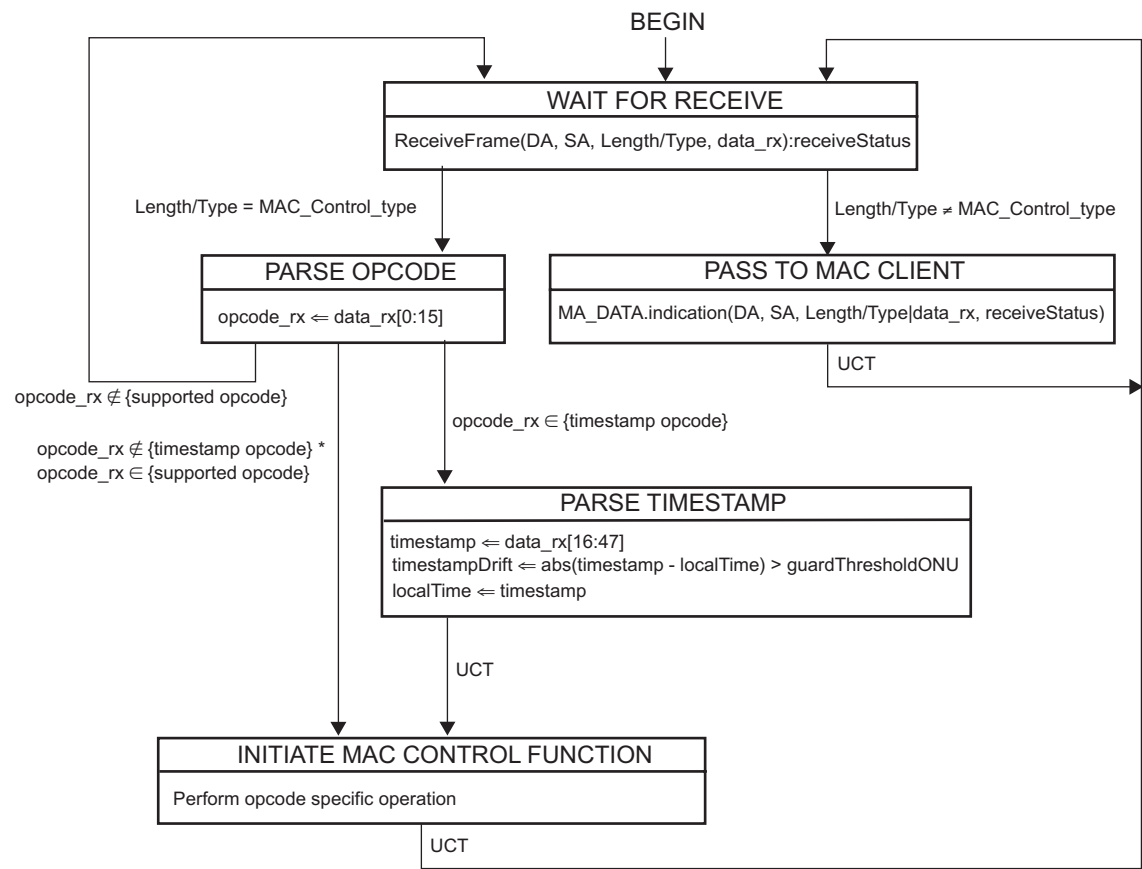 BEGIN
WAIT FOR RECEIVE
ReceiveFrame(DA, SA, Length/Type, data_rx):receiveStatus
Length/Type = MAC_Control_type
Length/Type ≠ MAC_Control_type
PARSE OPCODE
opcode_rx ⇐ data_rx[0:15]
PASS TO MAC CLIENT
MA_DATA.indication(DA, SA, Length/Type|data_rx, receiveStatus)
UCT
opcode_rx ∉ {supported opcode}
opcode_rx ∈ {timestamp opcode}
opcode_rx ∉ {timestamp opcode} *
opcode_rx ∈ {supported opcode}
PARSE TIMESTAMP
timestamp ⇐ data_rx[16:47]
timestampDrift ⇐ abs(timestamp - localTime) > guardThresholdONU
localTime ⇐ timestamp
UCT
INITIATE MAC CONTROL FUNCTION
Perform opcode specific operation
UCT